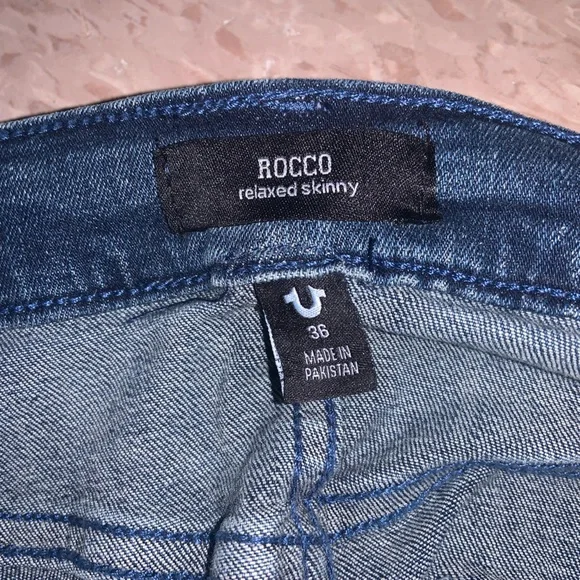 ROCCO
relaxed skinny
36
MADE IN
PAKISTAN